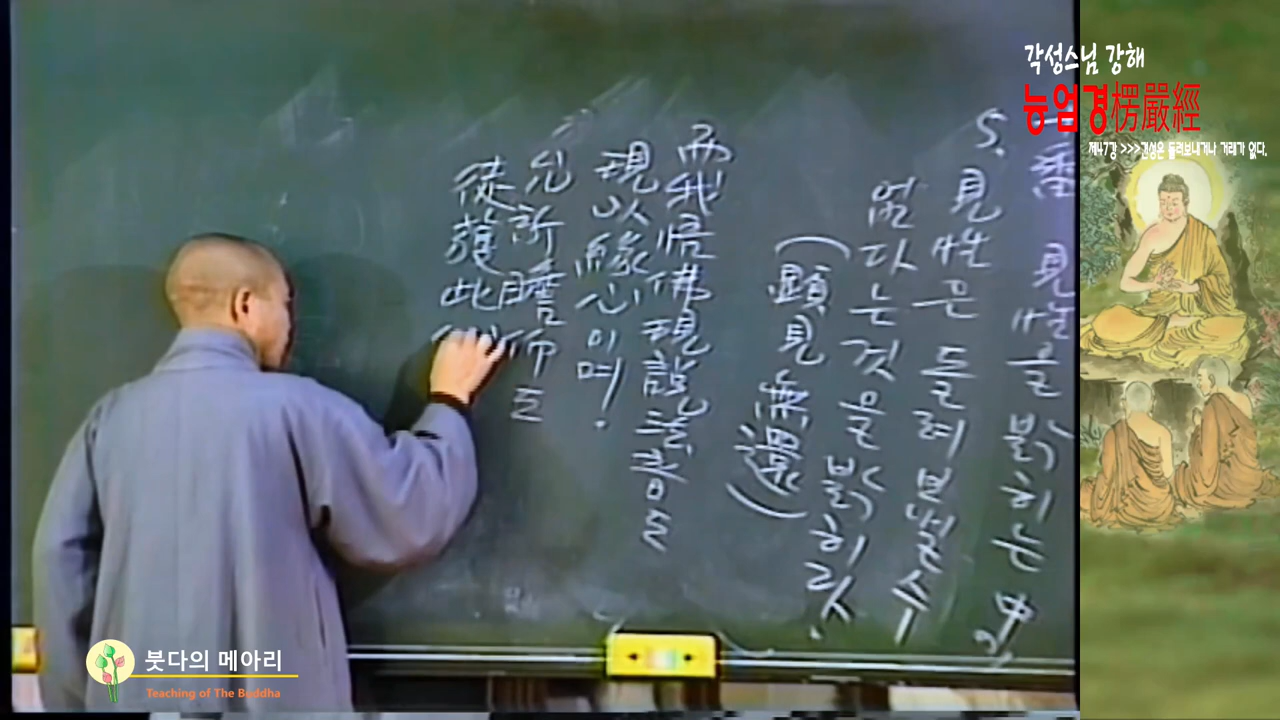 각성스님 강해
능엄경楞嚴經
제47강 >>>견성은 돌려보내거나 거래가 없다.
番 見性을 밝히는 中
5. 見性은 돌려보낼 수
없다는 것을
(顯見無還)
而我悟佛現說法音도
現以緣心이며.
允所瞻仰도
徒獲此心
붓다의 메아리
Teaching of The Buddha